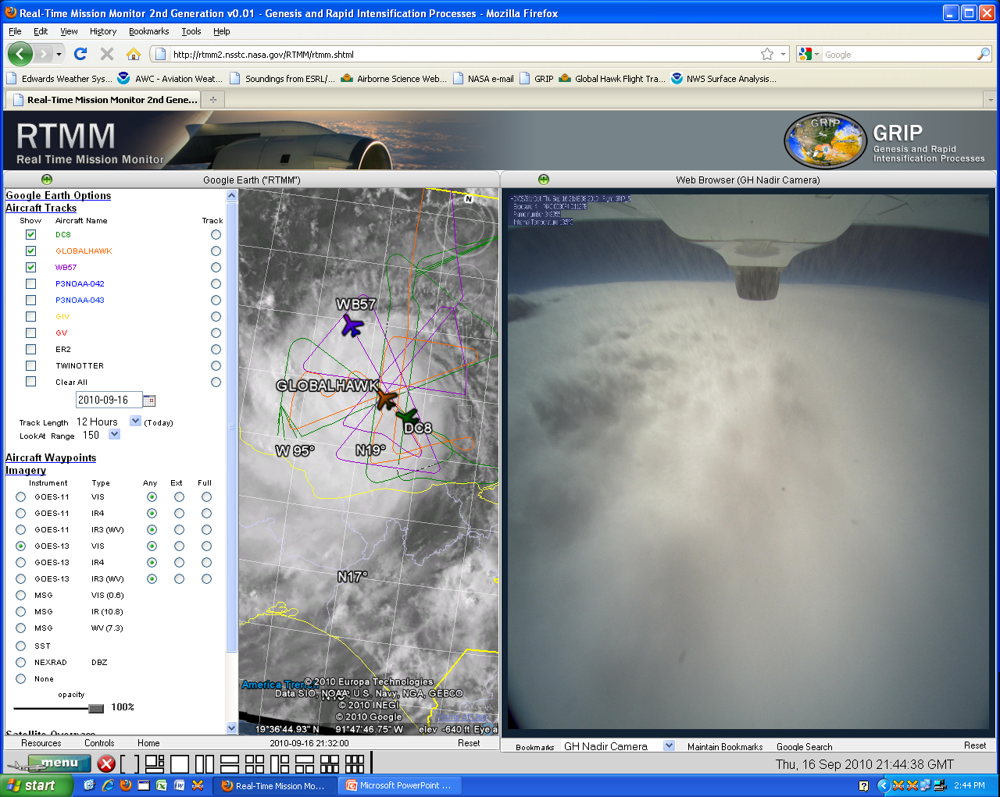 Real-Time Mission Monitor 2nd Generation v0.01 - Genesis and Rapid Intensification Processes - Mozilla Firefox
File Edit View History Bookmarks Tools Help
http://rtmm2.nsstc.nasa.gov/RTMM/rtmm.shtml
Google
Edwards Weather Sys... AWC - Aviation Weat... Soundings from ESRL/... Airborne Science Web... NASA e-mail GRIP Global Hawk Flight Tra... NWS Surface Analysis...
Real-Time Mission Monitor 2nd Gene...
RTMM
Real Time Mission Monitor
GRIP
GRIP
Genesis and Rapid
Intensification Processes
Google Earth ("RTMM")
Web Browser (GH Nadir Camera)
Google Earth Options
Aircraft Tracks
Show Aircraft Name Track
DC8
GLOBALHAWK
WB57
P3NOAA-042
P3NOAA-043
GIV
GV
ER2
TWINOTTER
Clear All
2010-09-16
Track Length 12 Hours (Today)
LookAt Range 150
Aircraft Waypoints
Imagery
Instrument Type Any Ext Full
GOES-11 VIS
GOES-11 IR4
GOES-11 IR3 (WV)
GOES-13 VIS
GOES-13 IR4
GOES-13 IR3 (WV)
MSG VIS (0.6)
MSG IR (10.8)
MSG WV (7.3)
SST
NEXRAD DBZ
None
opacity
100%
Satellite Overpass
N
WB57
GLOBALHAWK
DC8
W 95°
N19°
N17°
America Trench
© 2010 Europa Technologies
Data SIO, NOAA, U.S. Navy, NGA, GEBCO
© 2010 INEGI
© 2010 Google
Terms of Use
19°36'44.93" N 91°47'46.75" W elev -640 ft Eye a
Frame number
Internal Temperature
Resources Controls Home 2010-09-16 21:32:00 Reset
Bookmarks GH Nadir Camera Maintain Bookmarks Google Search Reset
menu
Thu, 16 Sep 2010 21:44:38 GMT
start
Real-Time Mission Mo...
Microsoft PowerPoint ...
2:44 PM